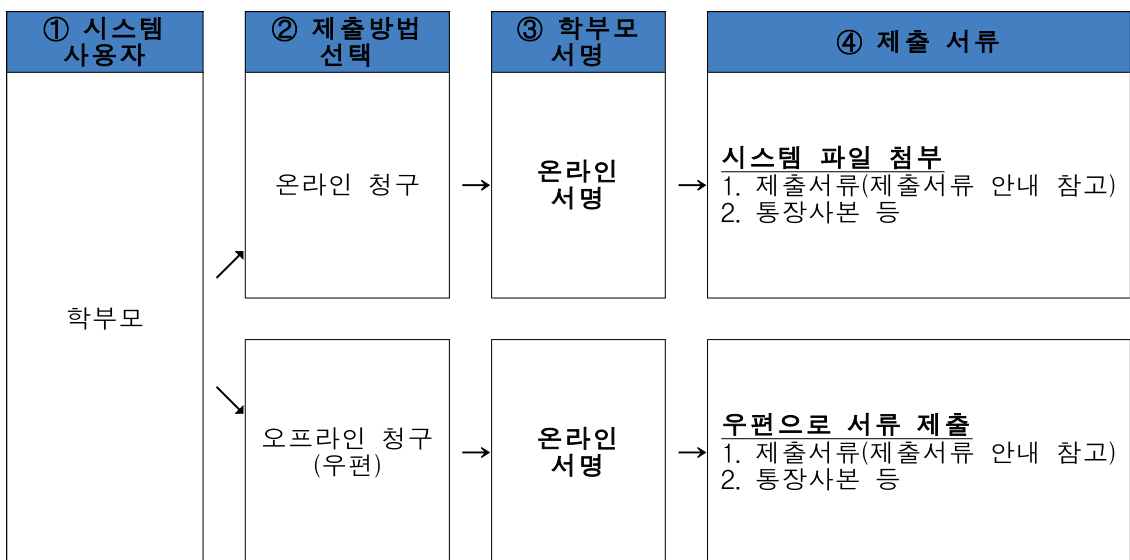 ① 시스템
사용자
② 제출방법
선택
③ 학부모
서명
④ 제출 서류
학부모
온라인 청구
→
온라인
서명
→
시스템 파일 첨부
1. 제출서류(제출서류 안내 참고)
2. 통장사본 등
오프라인 청구
(우편)
→
온라인
서명
→
우편으로 서류 제출
1. 제출서류(제출서류 안내 참고)
2. 통장사본 등